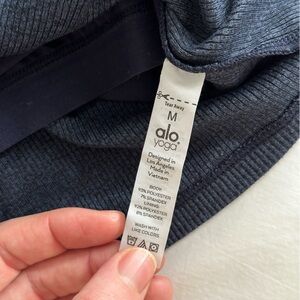 Tear Away
M
alo
yoga®
Designed in
Los Angeles
Made in
Vietnam
BODY:
93% POLYESTER
7% SPANDEX
LINING:
92% POLYESTER
8% SPANDEX
WASH WITH
LIKE COLORS